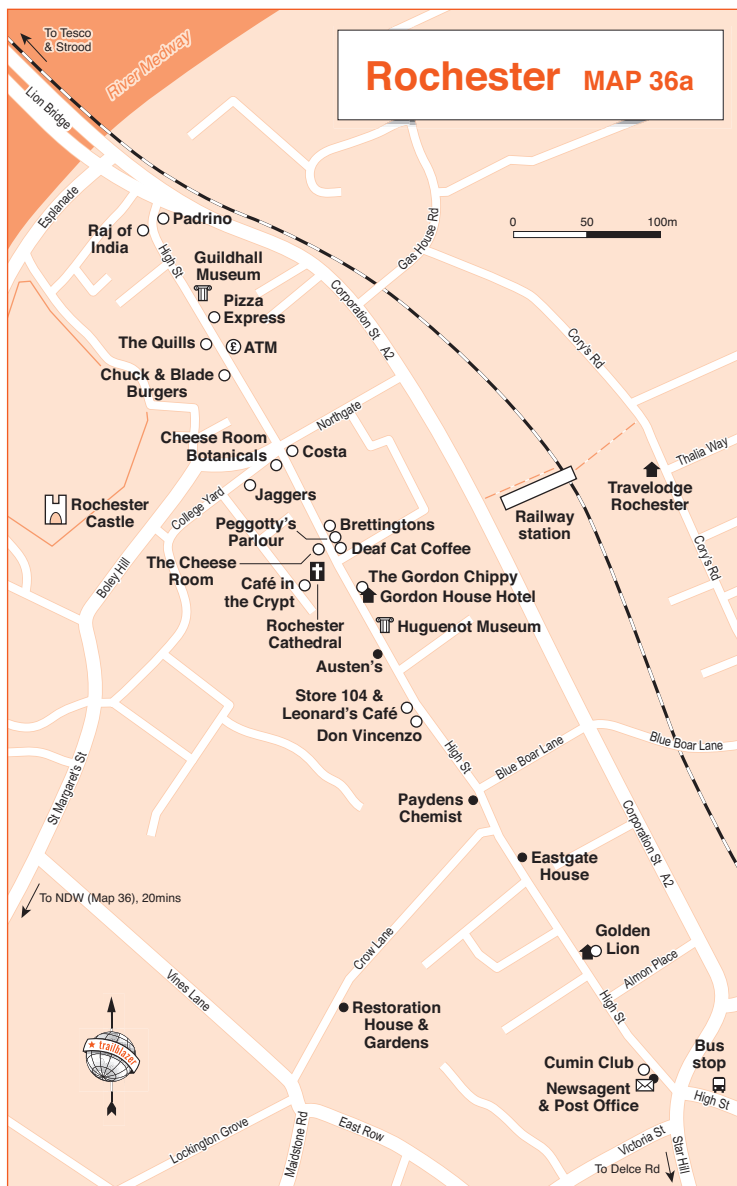 To Tesco
& Strood
River Medway
Rochester MAP 36a
Lion Bridge
Esplanade
Padrino
Raj of
India
High St
Guildhall
Museum
Pizza
Express
The Quills
£
ATM
Chuck & Blade
Burgers
0 50 100m
Gas House Rd
Corporation St A2
Cory's Rd
Northgate
Cheese Room
Botanicals
Costa
Jaggers
College Yard
Rochester
Castle
Boley Hill
Thalia Way
Travelodge
Rochester
Railway
station
Cory's Rd
Peggotty's
Parlour
Brettingtons
Deaf Cat Coffee
The Cheese
Room
Café in
the Crypt
Rochester
Cathedral
The Gordon Chippy
Gordon House Hotel
Huguenot Museum
Austen's
Store 104 &
Leonard's Café
Don Vincenzo
High St
Blue Boar Lane
Blue Boar Lane
St Margaret's St
Paydens
Chemist
Corporation St A2
Eastgate
House
To NDW (Map 36), 20mins
Golden
Lion
Crow Lane
Almon Place
Vines Lane
High St
Restoration
House &
Gardens
★ trailblazer
Bus
stop
Cumin Club
Newsagent
& Post Office
High St
Lockington Grove
Maidstone Rd
East Row
Victoria St
Star Hill
To Delce Rd